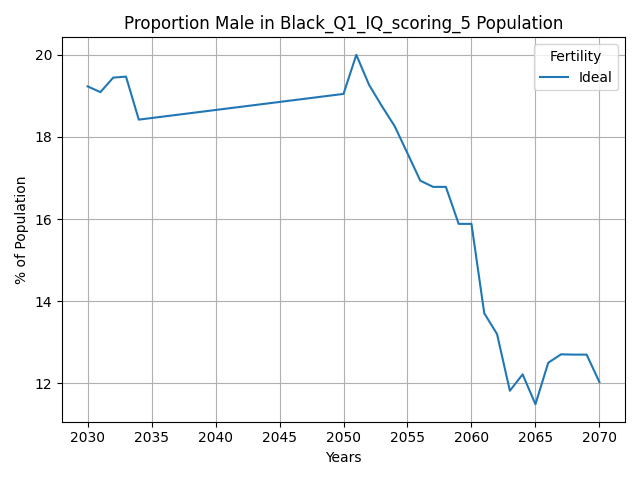 Proportion Male in Black_Q1_IQ_scoring_5 Population
Fertility
Ideal
20
18
16
14
12
% of Population
2030 2035 2040 2045 2050 2055 2060 2065 2070
Years